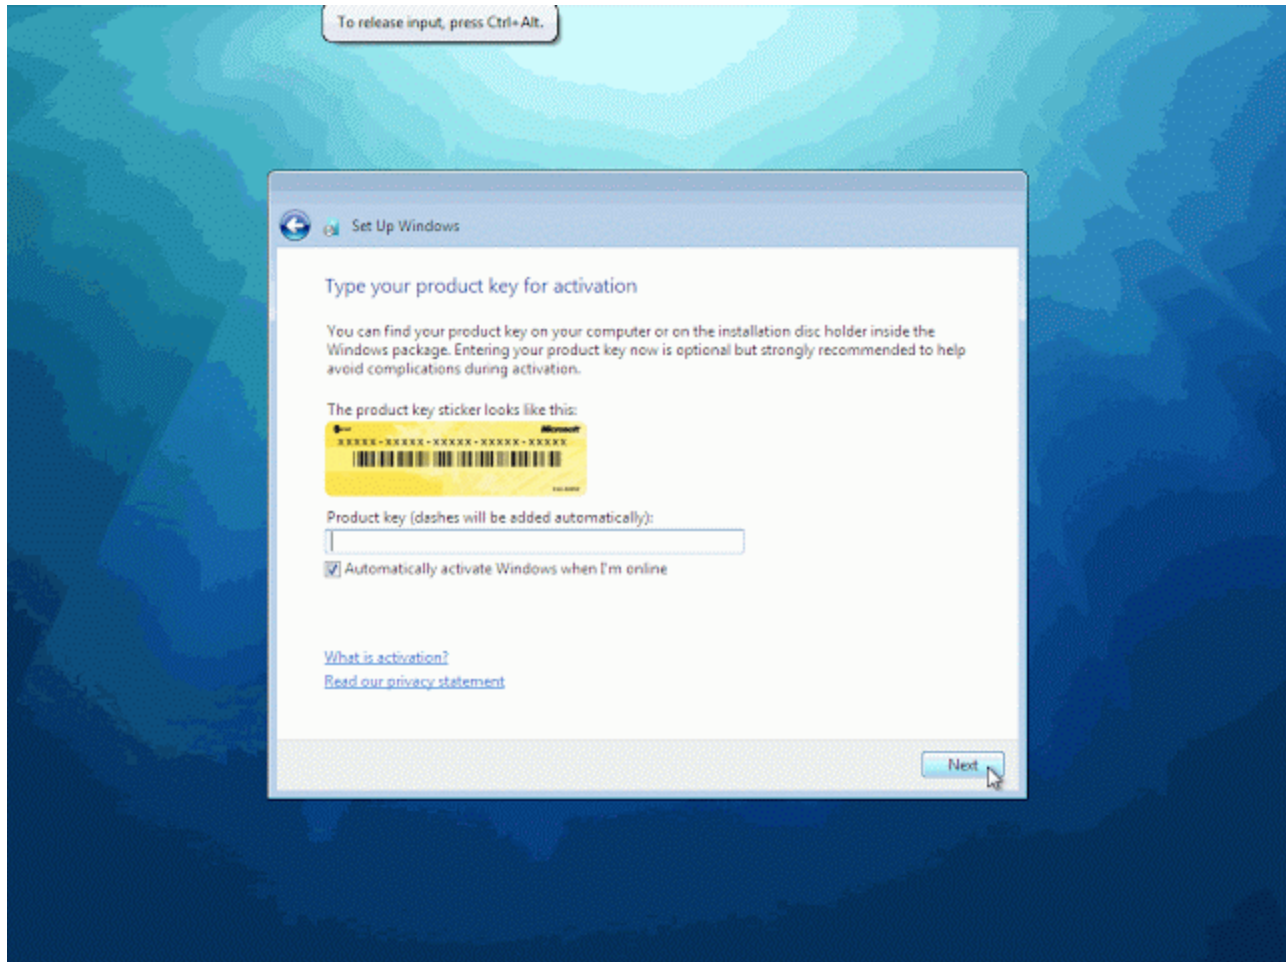 To release input, press Ctrl+Alt.
Set Up Windows
Type your product key for activation
You can find your product key on your computer or on the installation disc holder inside the
Windows package. Entering your product key now is optional but strongly recommended to help
avoid complications during activation.
The product key sticker looks like this:
Microsoft
XXXXX-XXXXX-XXXXX-XXXXX-XXXXX
Product key (dashes will be added automatically):
Automatically activate Windows when I'm online
What is activation?
Read our privacy statement
Next